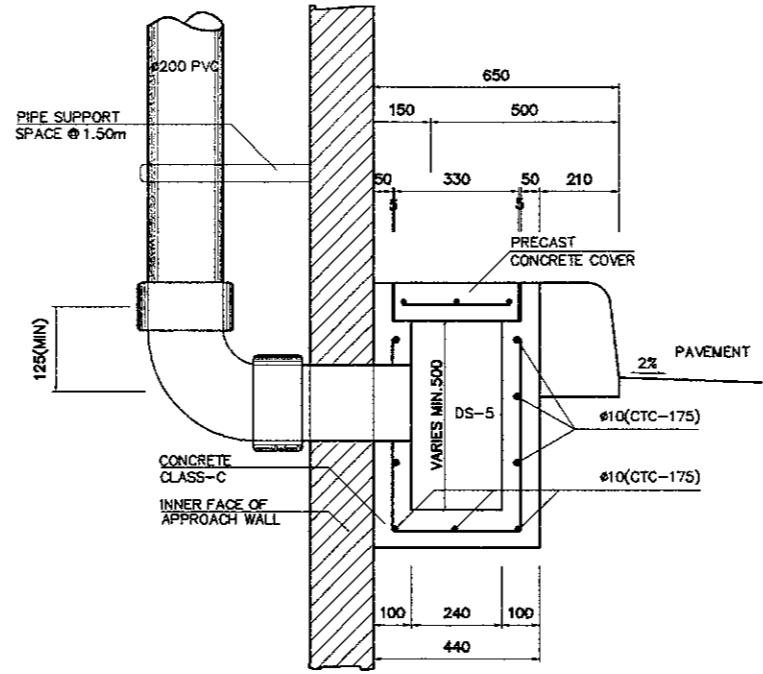 ø200 PVC
650
150
500
PIPE SUPPORT
SPACE @ 1.50m
50
330
50
210
5
5
PRECAST
CONCRETE COVER
125(MIN)
2%
PAVEMENT
VARIES MIN.500
DS-5
ø10(CTC-175)
CONCRETE
CLASS-C
ø10(CTC-175)
INNER FACE OF
APPROACH WALL
100
240
100
440